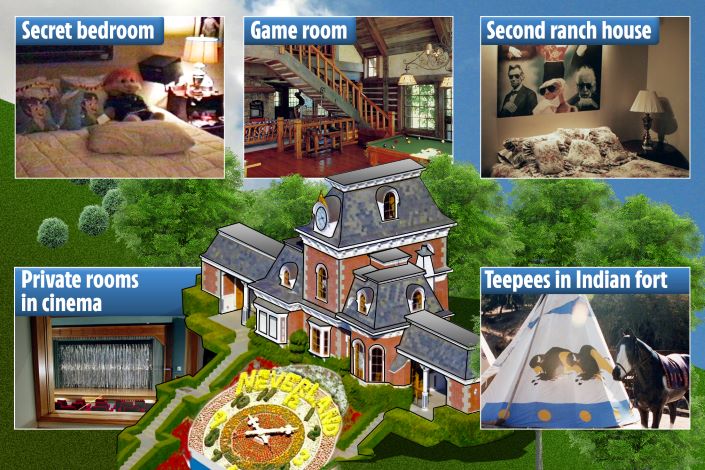 Secret bedroom
Game room
Second ranch house
Private rooms
in cinema
Teepees in Indian fort
NEVERLAND